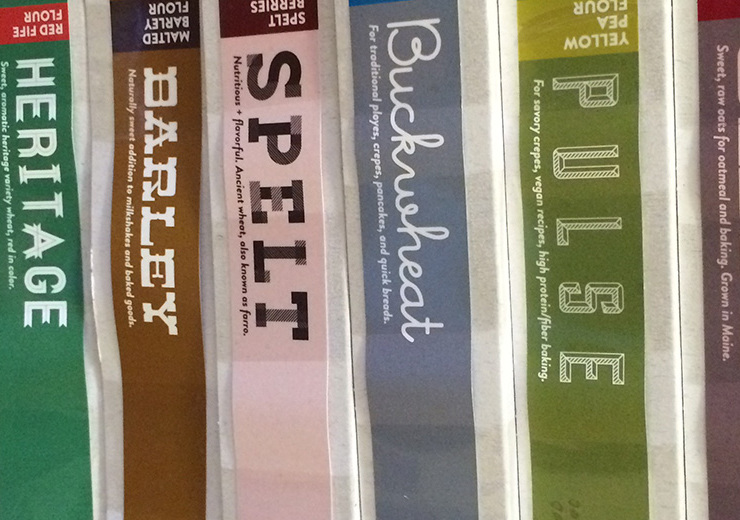 RED FIFE
FLOUR
HERITAGE
Sweet, aromatic heritage variety wheat, red in color.
MALTED
BARLEY
FLOUR
BARLEY
Naturally sweet addition to milkshakes and baked goods.
SPELT
BERRIES
SPELT
Nutritious + flavorful. Ancient wheat, also known as farro.
Buckwheat
For traditional ployes, crepes, pancakes, and quick breads.
YELLOW
PEA
FLOUR
PULSE
For savory crepes, vegan recipes, high protein/fiber baking.
Sweet, raw oats for oatmeal and baking. Grown in Maine.